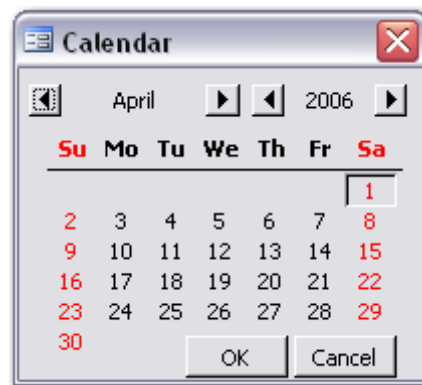 Calendar
April 2006
Su Mo Tu We Th Fr Sa
1
2 3 4 5 6 7 8
9 10 11 12 13 14 15
16 17 18 19 20 21 22
23 24 25 26 27 28 29
30
OK Cancel